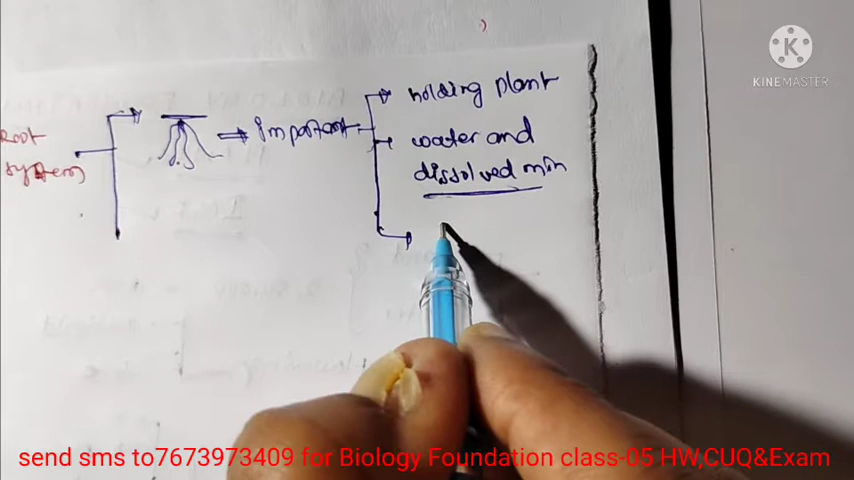 KINEMASTER
holding plant
Root
system
important
water and
dissolved min
send sms to7673973409 for Biology Foundation class-05 HW,CUQ&Exam